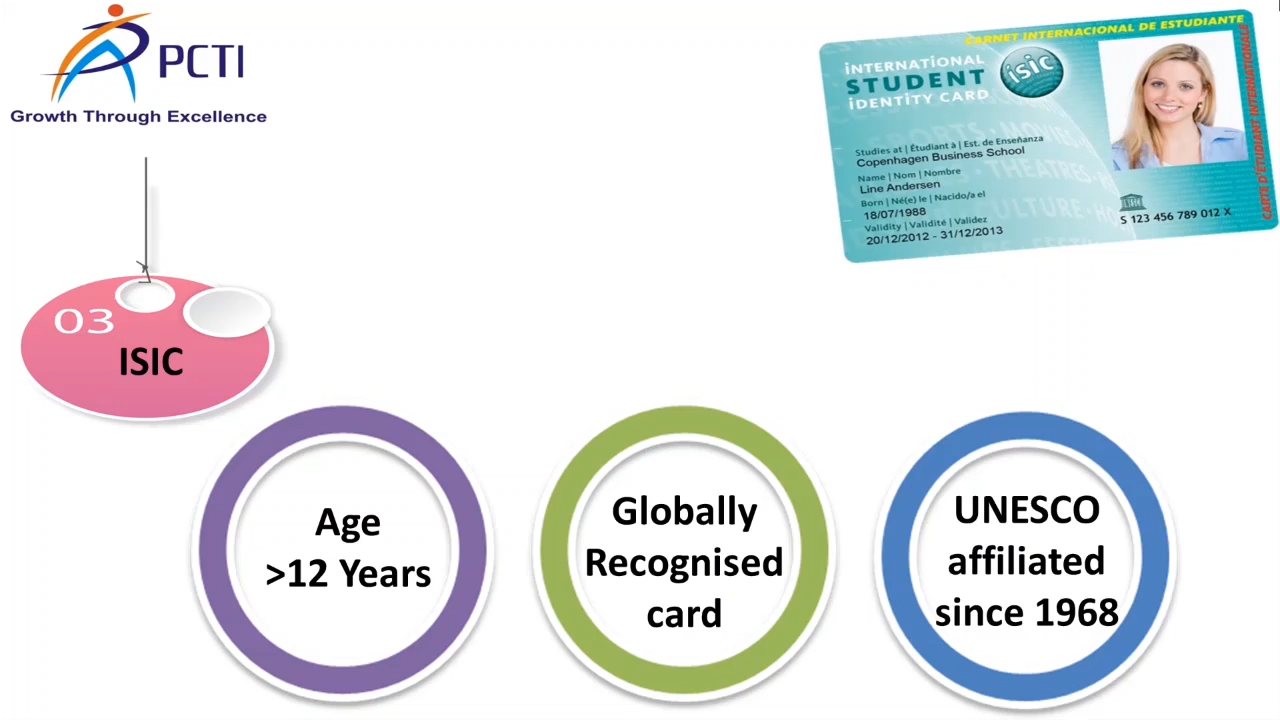 PCTI
Growth Through Excellence
CARNET INTERNACIONAL DE ESTUDIANTE
iNTERNATiONAL
STUDENT
iDENTiTY CARD
isic
Studies at | Étudiant à | Est. de Enseñanza
Copenhagen Business School
Name | Nom | Nombre
Line Andersen
Born | Né(e) le | Nacido/a el
18/07/1988
Validity | Validité | Validez
20/12/2012 - 31/12/2013
S 123 456 789 012 X
CARTE D'ÉTUDIANT INTERNATIONALE
03
ISIC
Age
>12 Years
Globally
Recognised
card
UNESCO
affiliated
since 1968